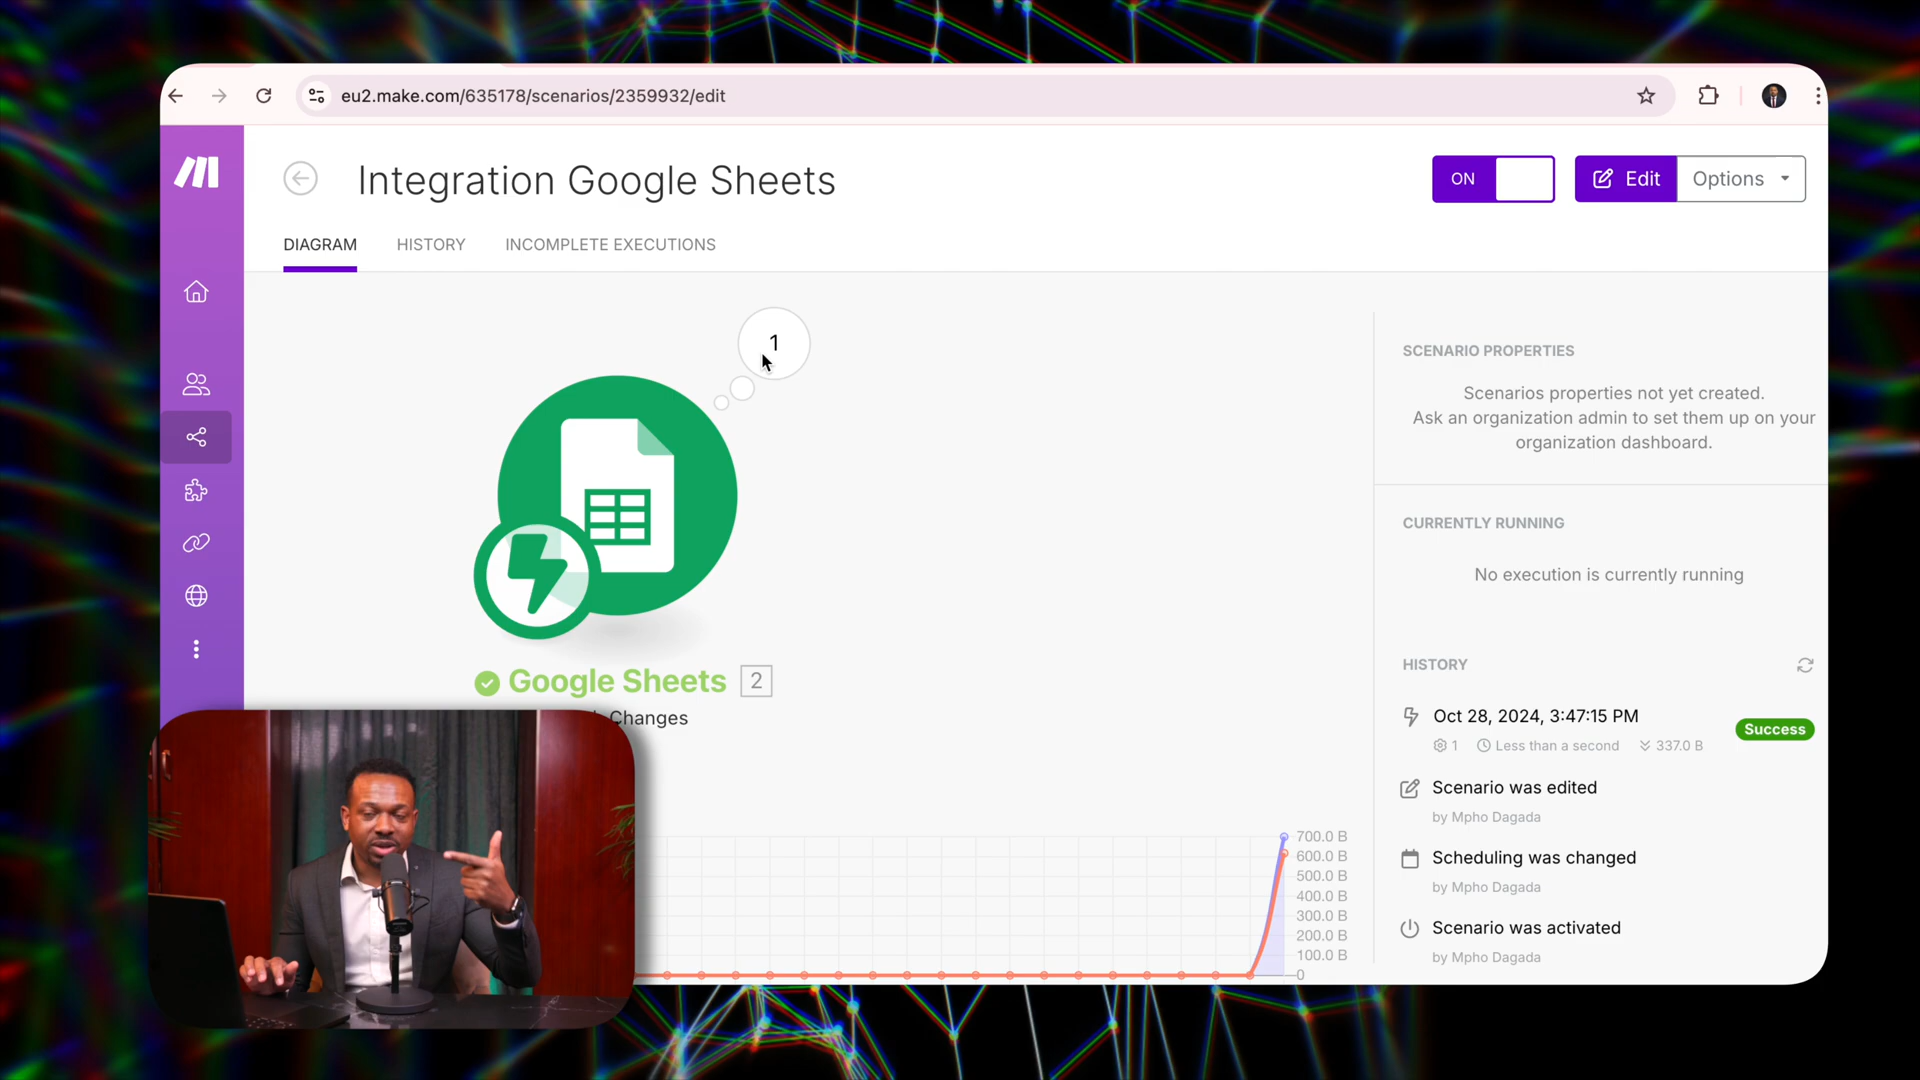 eu2.make.com/635178/scenarios/2359932/edit
Integration Google Sheets
ON
Edit
Options
DIAGRAM
HISTORY
INCOMPLETE EXECUTIONS
1
Google Sheets
2
Changes
SCENARIO PROPERTIES
Scenarios properties not yet created.
Ask an organization admin to set them up on your
organization dashboard.
CURRENTLY RUNNING
No execution is currently running
HISTORY
Oct 28, 2024, 3:47:15 PM
1 Less than a second 337.0 B
Success
Scenario was edited
by Mpho Dagada
Scheduling was changed
by Mpho Dagada
Scenario was activated
by Mpho Dagada
700.0 B
600.0 B
500.0 B
400.0 B
300.0 B
200.0 B
100.0 B
0